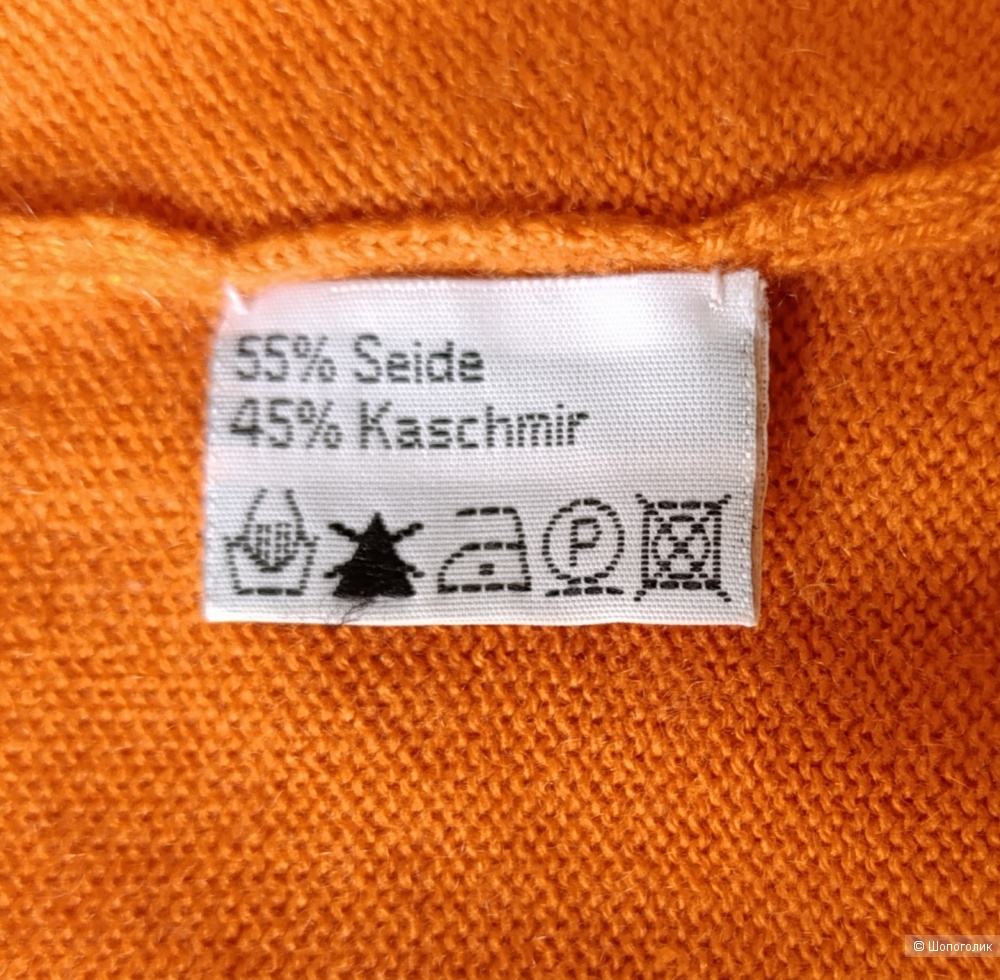 55% Seide
45% Kaschmir
P
© Шопоголик